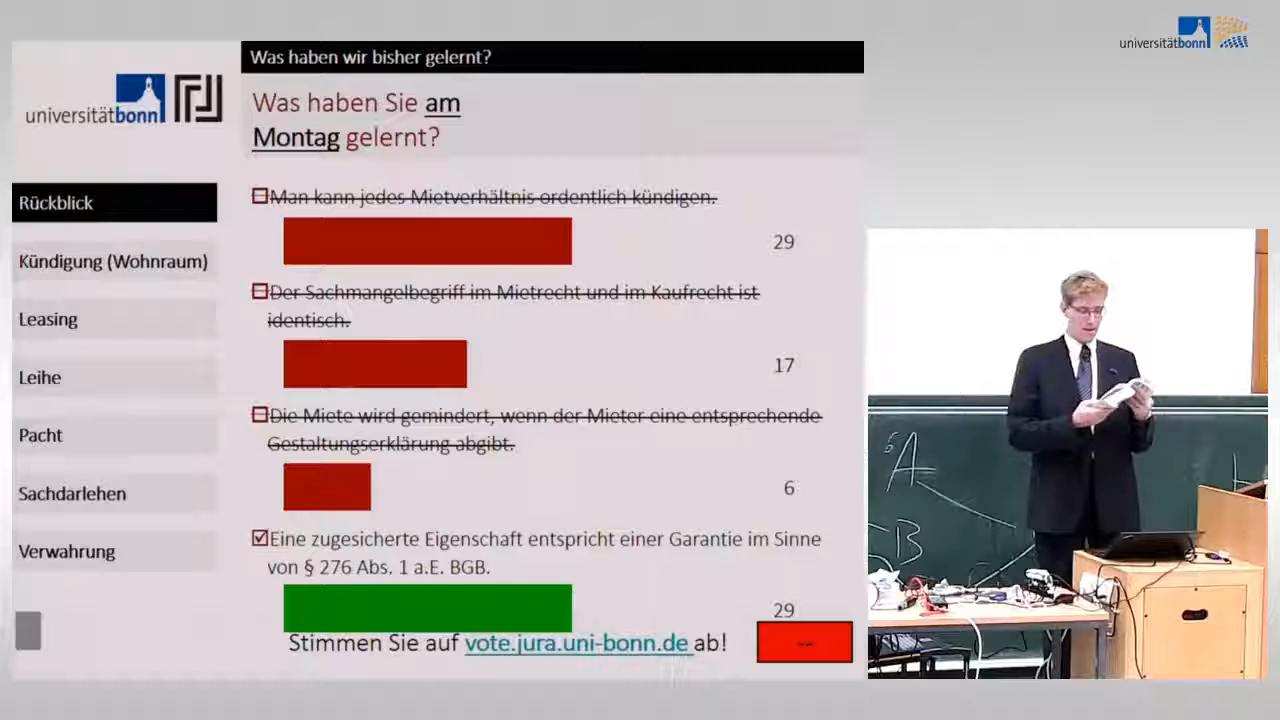 universitätbonn
Was haben wir bisher gelernt?
universitätbonn
Was haben Sie am
Montag gelernt?
Rückblick
Kündigung (Wohnraum)
Leasing
Leihe
Pacht
Sachdarlehen
Verwahrung
Man kann jedes Mietverhältnis ordentlich kündigen.
29
Der Sachmangelbegriff im Mietrecht und im Kaufrecht ist
identisch.
17
Die Miete wird gemindert, wenn der Mieter eine entsprechende
Gestaltungserklärung abgibt.
6
Eine zugesicherte Eigenschaft entspricht einer Garantie im Sinne
von § 276 Abs. 1 a.E. BGB.
29
Stimmen Sie auf vote.jura.uni-bonn.de ab!
A
B